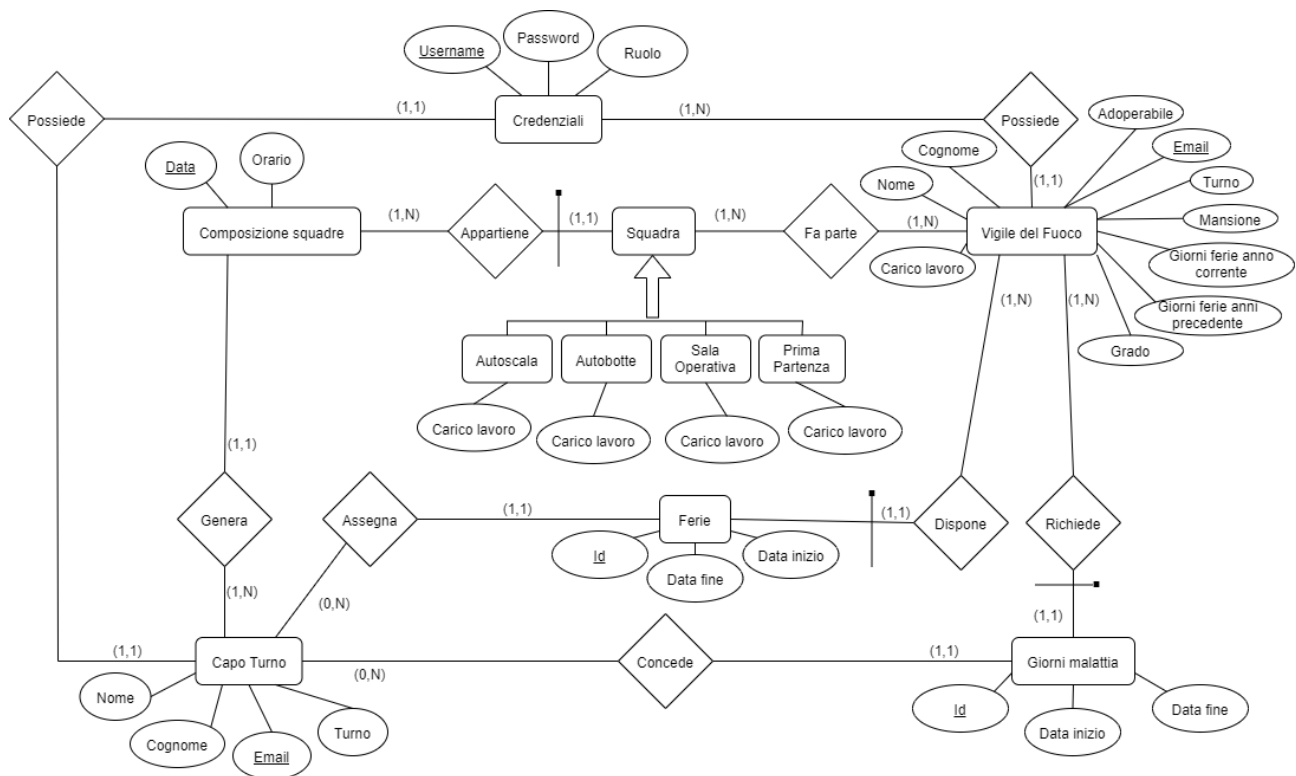 Username
Password
Ruolo
Possiede
(1,1)
Credenziali
(1,N)
Possiede
Adoperabile
Data
Orario
Cognome
Email
Nome
(1,1)
Turno
Composizione squadre
(1,N)
Appartiene
(1,1)
Squadra
(1,N)
Fa parte
(1,N)
Vigile del Fuoco
Mansione
Carico lavoro
Giorni ferie anno
corrente
(1,N)
(1,N)
Giorni ferie anni
precedente
Grado
Autoscala
Autobotte
Sala
Operativa
Prima
Partenza
Carico lavoro
Carico lavoro
Carico lavoro
Carico lavoro
(1,1)
Genera
Assegna
(1,1)
Ferie
(1,1)
Dispone
Richiede
Id
Data fine
Data inizio
(1,N)
(0,N)
(1,1)
(1,1)
Capo Turno
(0,N)
Concede
(1,1)
Giorni malattia
Nome
Cognome
Email
Turno
Id
Data inizio
Data fine